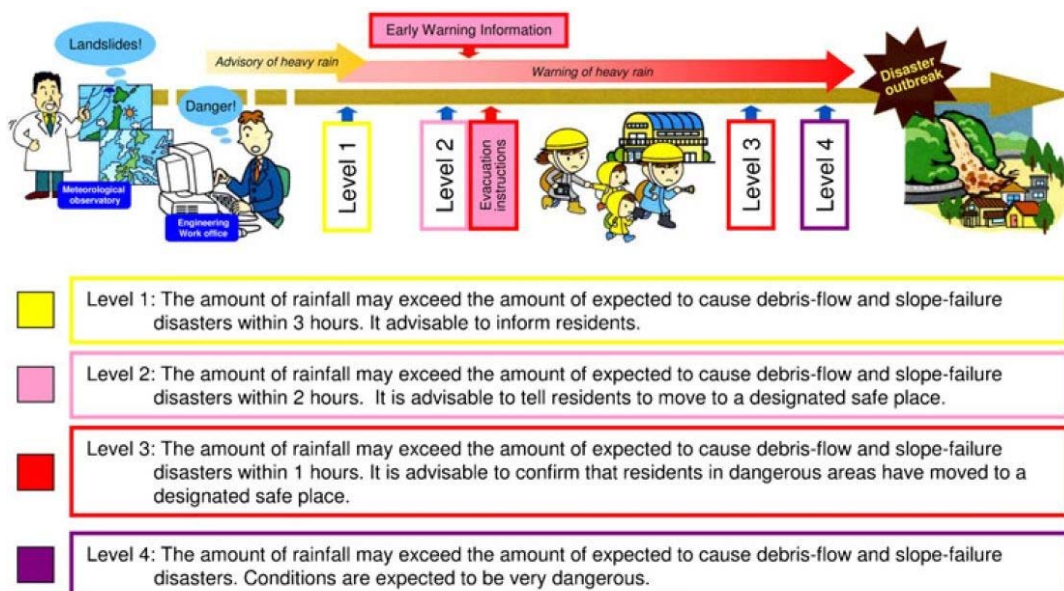 Landslides!
Danger!
Meteorological
observatory
Engineering
Work office
Early Warning Information
Advisory of heavy rain
Warning of heavy rain
Disaster
outbreak
Level 1
Level 2
Evacuation
instructions
Level 3
Level 4
Level 1: The amount of rainfall may exceed the amount of expected to cause debris-flow and slope-failure
disasters within 3 hours. It advisable to inform residents.
Level 2: The amount of rainfall may exceed the amount of expected to cause debris-flow and slope-failure
disasters within 2 hours. It is advisable to tell residents to move to a designated safe place.
Level 3: The amount of rainfall may exceed the amount of expected to cause debris-flow and slope-failure
disasters within 1 hours. It is advisable to confirm that residents in dangerous areas have moved to a
designated safe place.
Level 4: The amount of rainfall may exceed the amount of expected to cause debris-flow and slope-failure
disasters. Conditions are expected to be very dangerous.